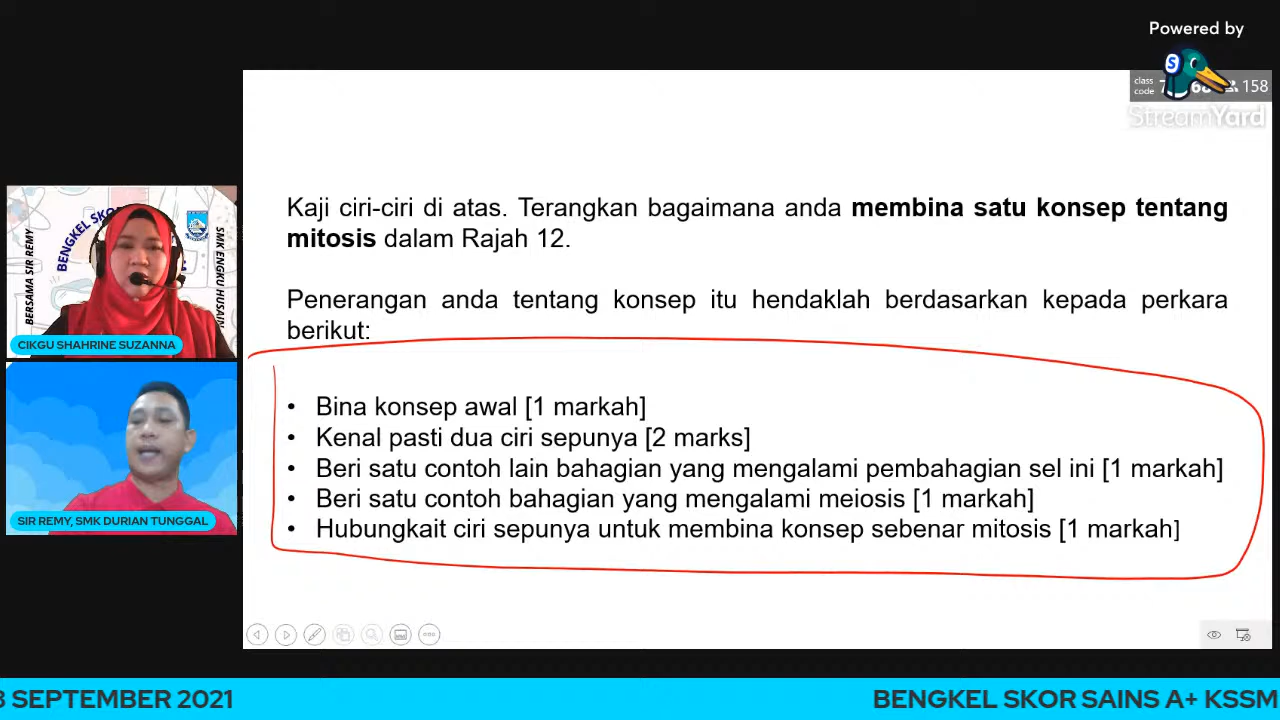 Powered by
class
code
158
StreamYard
Kaji ciri-ciri di atas. Terangkan bagaimana anda membina satu konsep tentang
mitosis dalam Rajah 12.
Penerangan anda tentang konsep itu hendaklah berdasarkan kepada perkara
berikut:
• Bina konsep awal [1 markah]
• Kenal pasti dua ciri sepunya [2 marks]
• Beri satu contoh lain bahagian yang mengalami pembahagian sel ini [1 markah]
• Beri satu contoh bahagian yang mengalami meiosis [1 markah]
• Hubungkait ciri sepunya untuk membina konsep sebenar mitosis [1 markah]
BENGKEL SKO
BERSAMA SIR REMY
SMK ENGKU HUSAIN
CIKGU SHAHRINE SUZANNA
SIR REMY, SMK DURIAN TUNGGAL
SEPTEMBER 2021
BENGKEL SKOR SAINS A+ KSSM